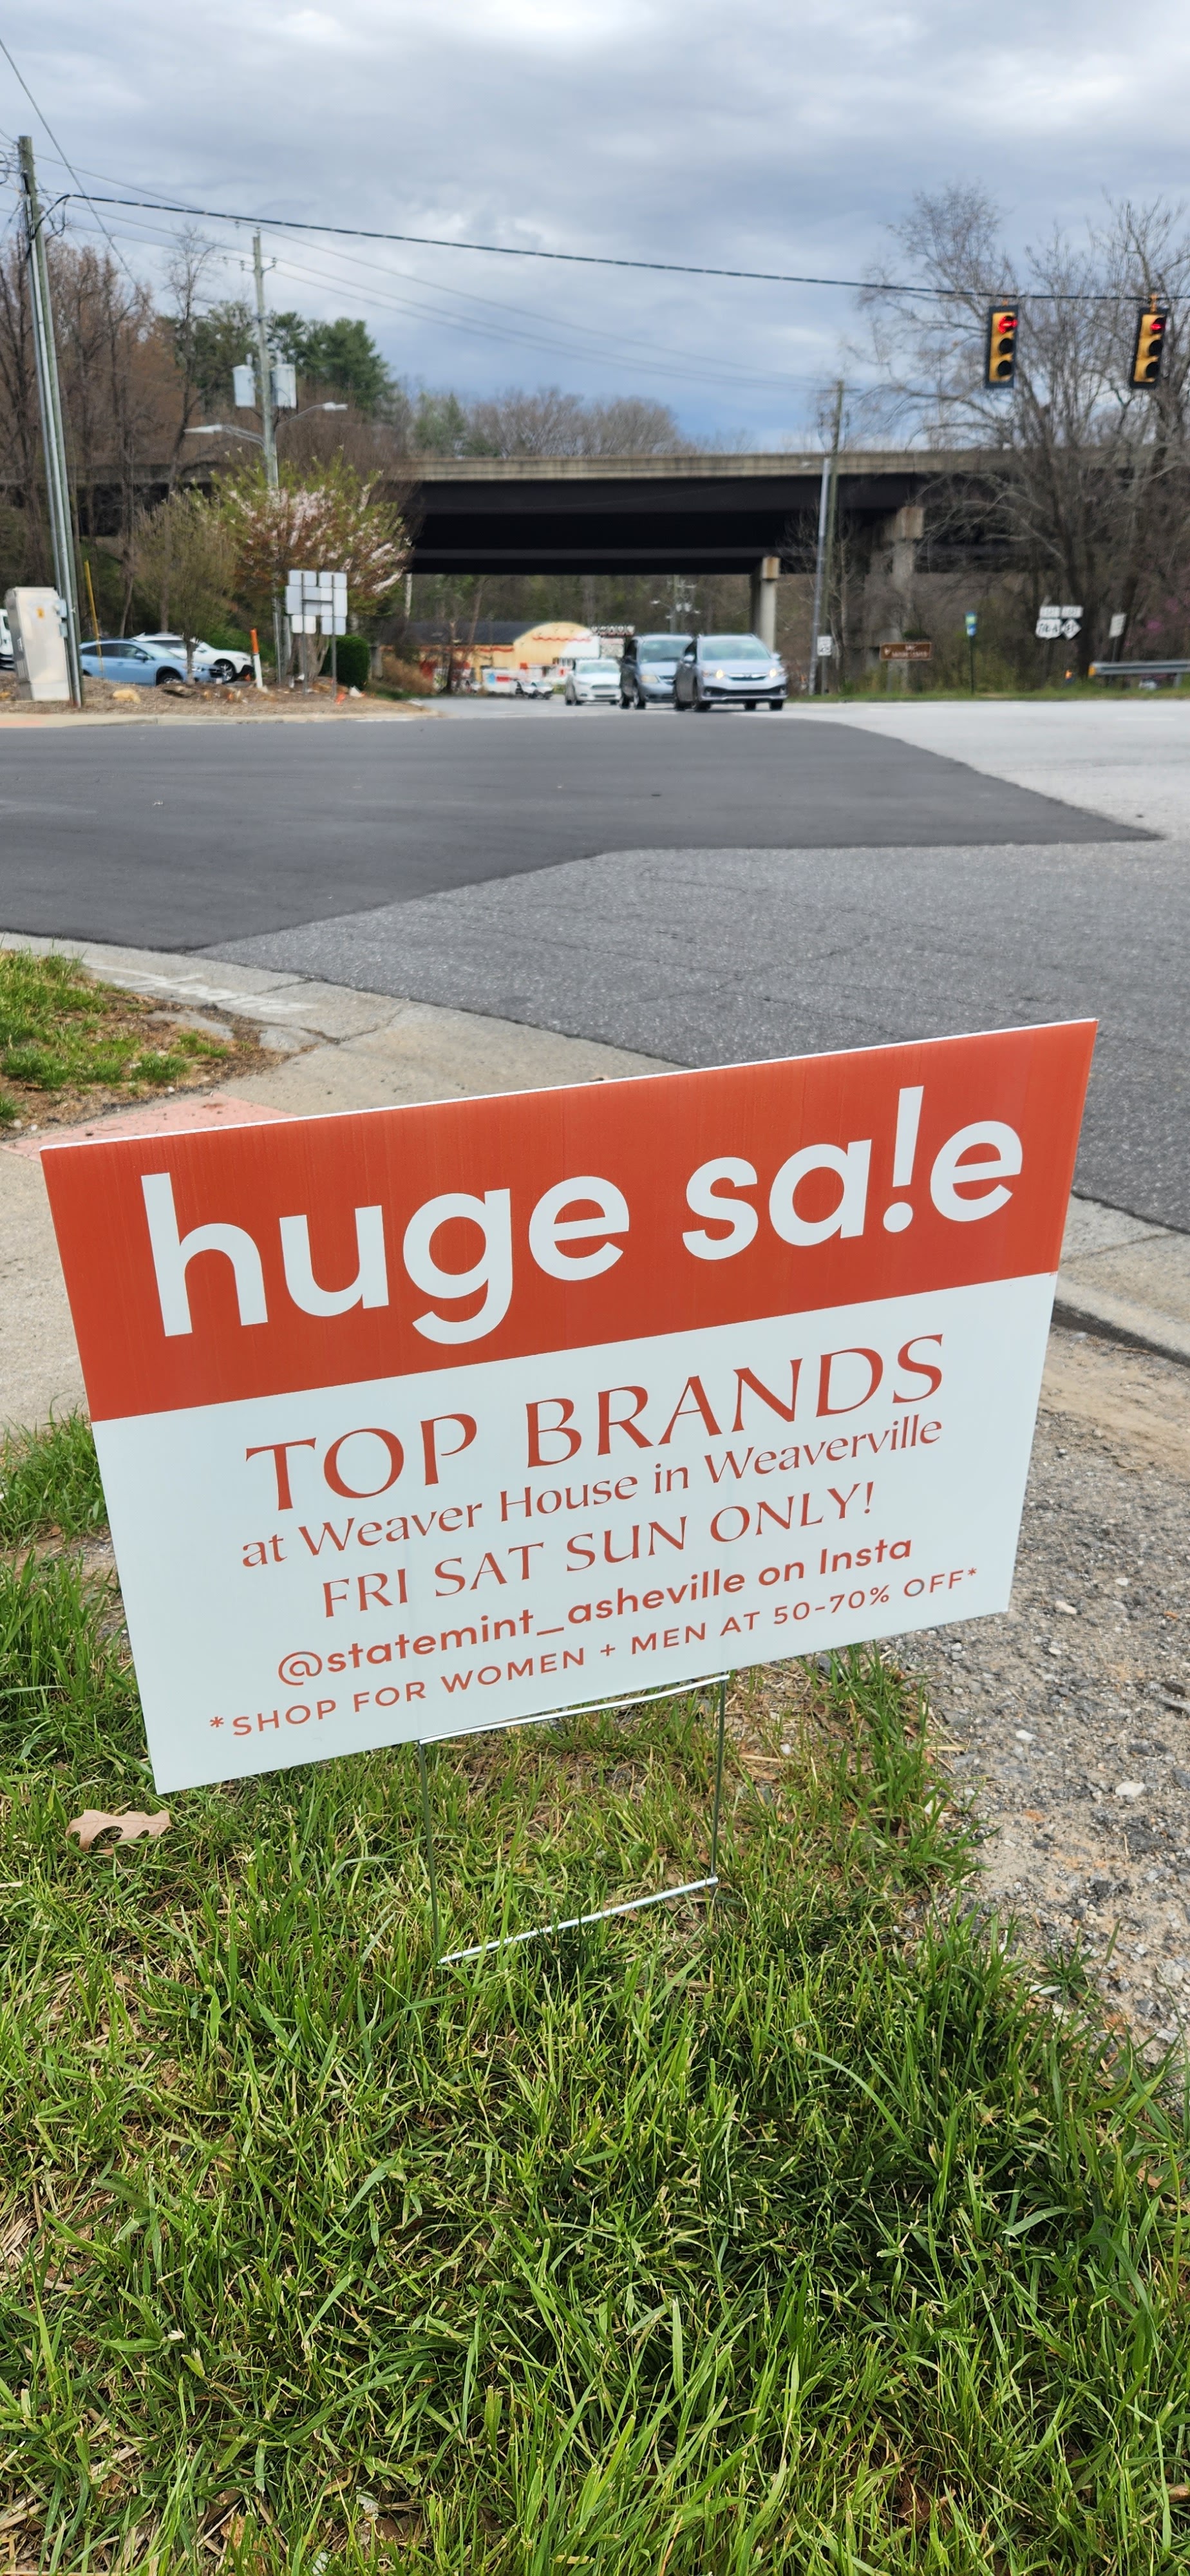 huge sa!e
TOP BRANDS
at Weaver House in Weaverville
FRI SAT SUN ONLY!
@statemint_asheville on Insta
*SHOP FOR WOMEN + MEN AT 50-70% OFF*